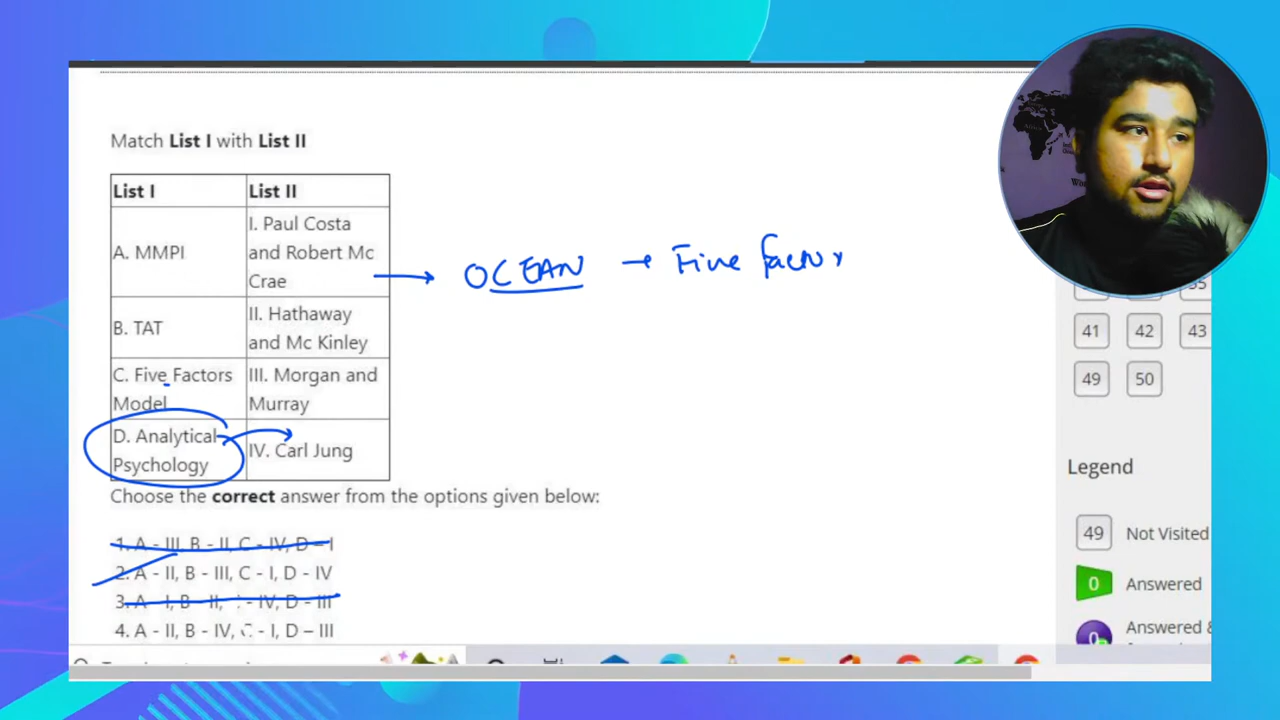 Match List I with List II
List I List II
A. MMPI
I. Paul Costa
and Robert Mc
Crae
OCEAN → Five factor
B. TAT
II. Hathaway
and Mc Kinley
C. Five Factors
Model
III. Morgan and
Murray
D. Analytical
Psychology
IV. Carl Jung
Choose the correct answer from the options given below:
1. A - III, B - II, C - IV, D – I
2. A - II, B - III, C - I, D - IV
3. A - I, B - II, C - IV, D - III
4. A - II, B - IV, C - I, D – III
41 42 43
49 50
Legend
49 Not Visited
0 Answered
0 Answered &